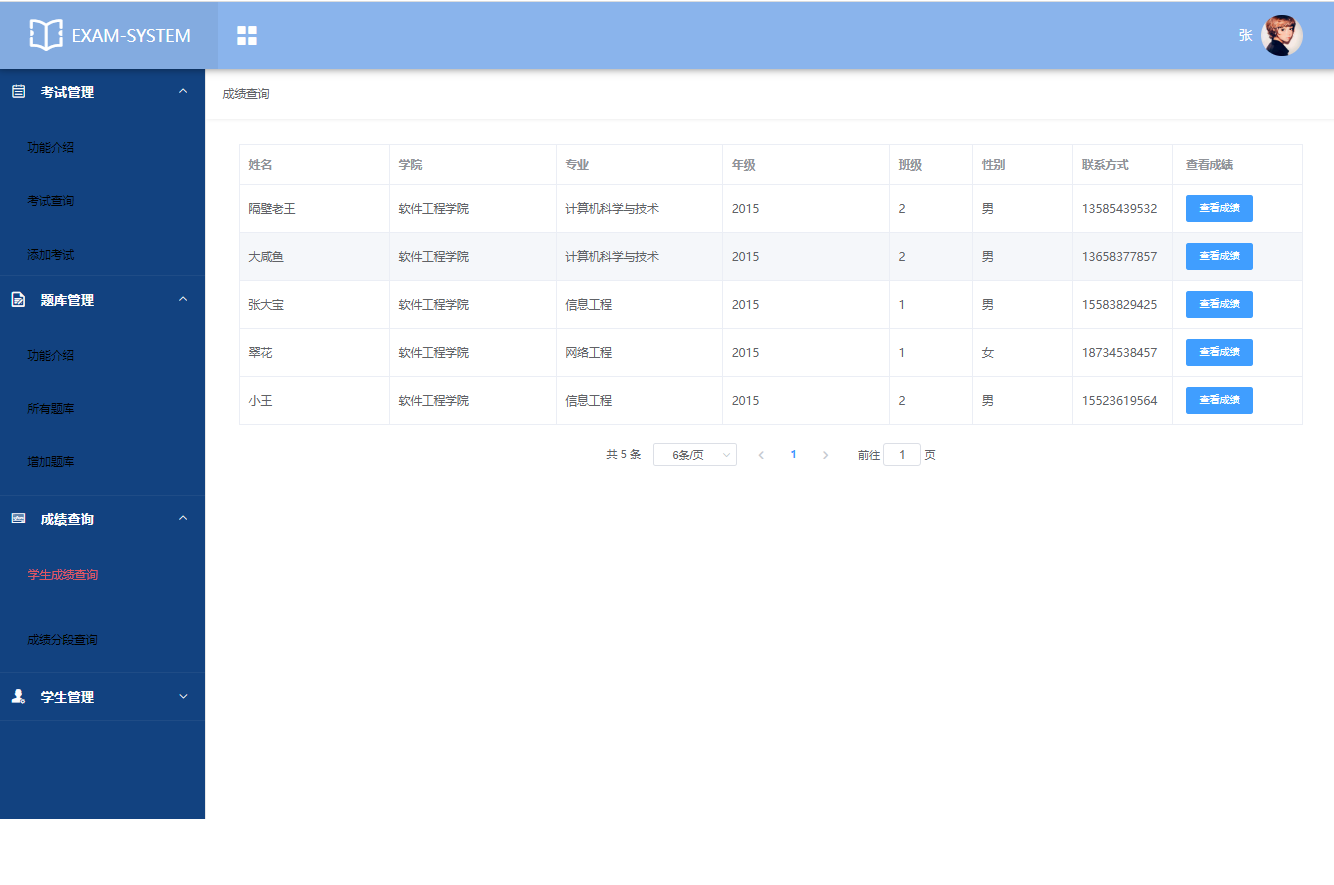 EXAM-SYSTEM
张
考试管理
功能介绍
考试查询
添加考试
题库管理
功能介绍
所有题库
增加题库
成绩查询
学生成绩查询
成绩分段查询
学生管理
成绩查询
姓名 学院 专业 年级 班级 性别 联系方式 查看成绩
隔壁老王 软件工程学院 计算机科学与技术 2015 2 男 13585439532 查看成绩
大咸鱼 软件工程学院 计算机科学与技术 2015 2 男 13658377857 查看成绩
张大宝 软件工程学院 信息工程 2015 1 男 15583829425 查看成绩
翠花 软件工程学院 网络工程 2015 1 女 18734538457 查看成绩
小王 软件工程学院 信息工程 2015 2 男 15523619564 查看成绩
共 5 条 6条/页 1 前往 1 页